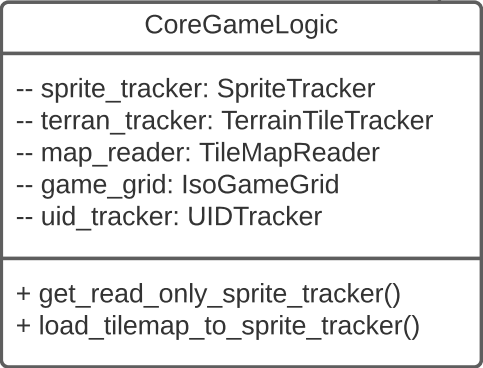 CoreGameLogic
-- sprite_tracker: SpriteTracker
-- terran_tracker: TerrainTileTracker
-- map_reader: TileMapReader
-- game_grid: IsoGameGrid
-- uid_tracker: UIDTracker
+ get_read_only_sprite_tracker()
+ load_tilemap_to_sprite_tracker()